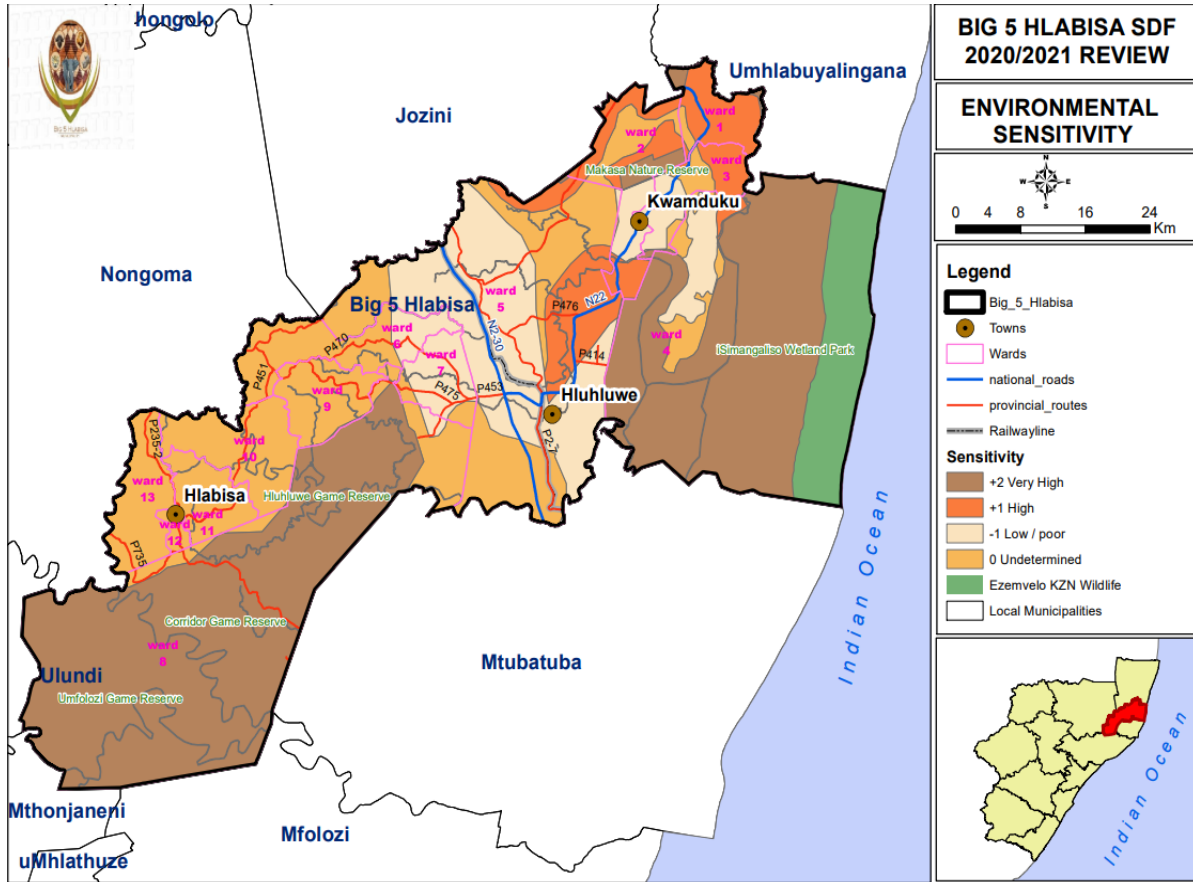 BIG 5 HLABISA
hongolo
Umhlabuyalingana
Jozini
ward
1
ward
2
ward
3
Makasa Nature Reserve
Kwamduku
Nongoma
Big 5 Hlabisa
ward
5
P476
N22
N2-30
ward
4
iSimangaliso Wetland Park
ward
6
ward
7
P414
P470
P451
P475
P453
Hluhluwe
ward
9
P2-7
P235-2
ward
10
ward
13
Hlabisa
Hluhluwe Game Reserve
ward
11
ward
12
P735
Corridor Game Reserve
ward
8
Ulundi
Umfolozi Game Reserve
Mtubatuba
Indian Ocean
Mthonjaneni
Mfolozi
uMhlathuze
BIG 5 HLABISA SDF
2020/2021 REVIEW
ENVIRONMENTAL
SENSITIVITY
N
W E
S
0 4 8 16 24
Km
Legend
Big_5_Hlabisa
Towns
Wards
national_roads
provincial_routes
Railwayline
Sensitivity
+2 Very High
+1 High
-1 Low / poor
0 Undetermined
Ezemvelo KZN Wildlife
Local Municipalities
Indian Ocean